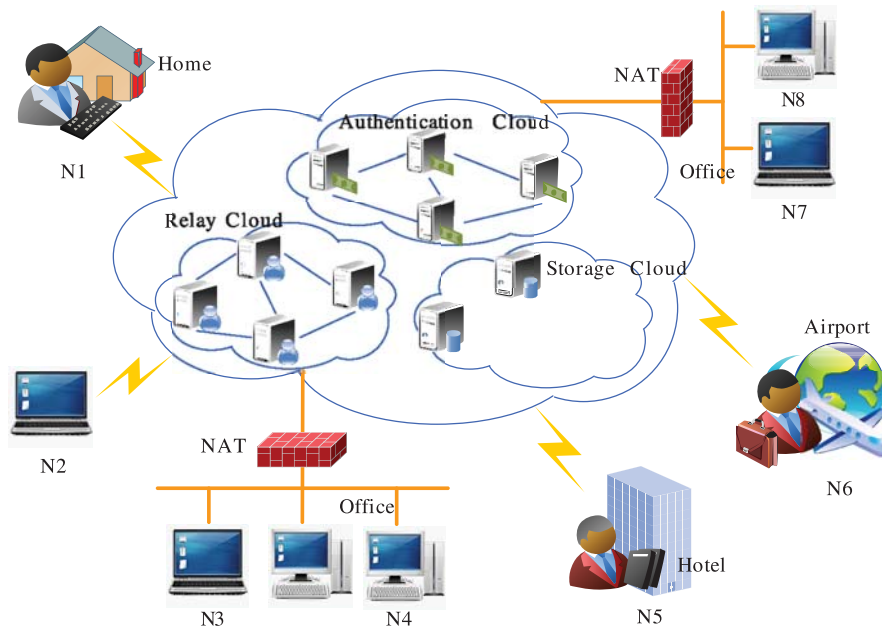 Home
N1
NAT
N8
Authentication Cloud
Office
N7
Relay Cloud
Storage Cloud
Airport
N2
NAT
N6
Office
Hotel
N3
N4
N5